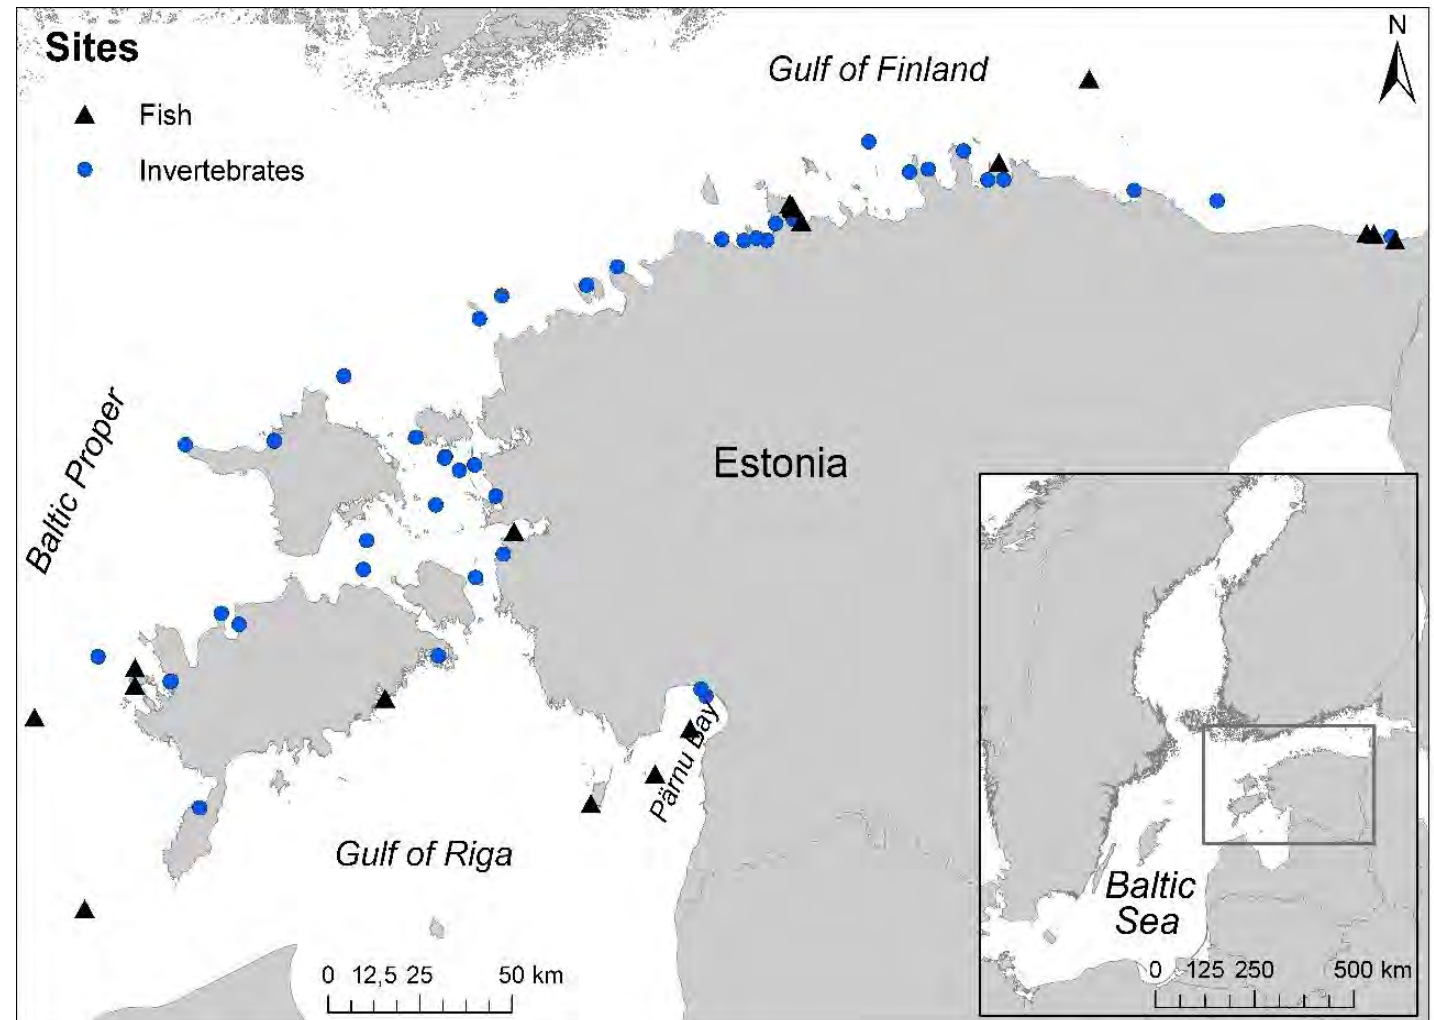 Sites
Fish
Invertebrates
Gulf of Finland
N
Baltic Proper
Estonia
Pärnu Bay
Gulf of Riga
0 12,5 25 50 km
Baltic
Sea
0 125 250 500 km